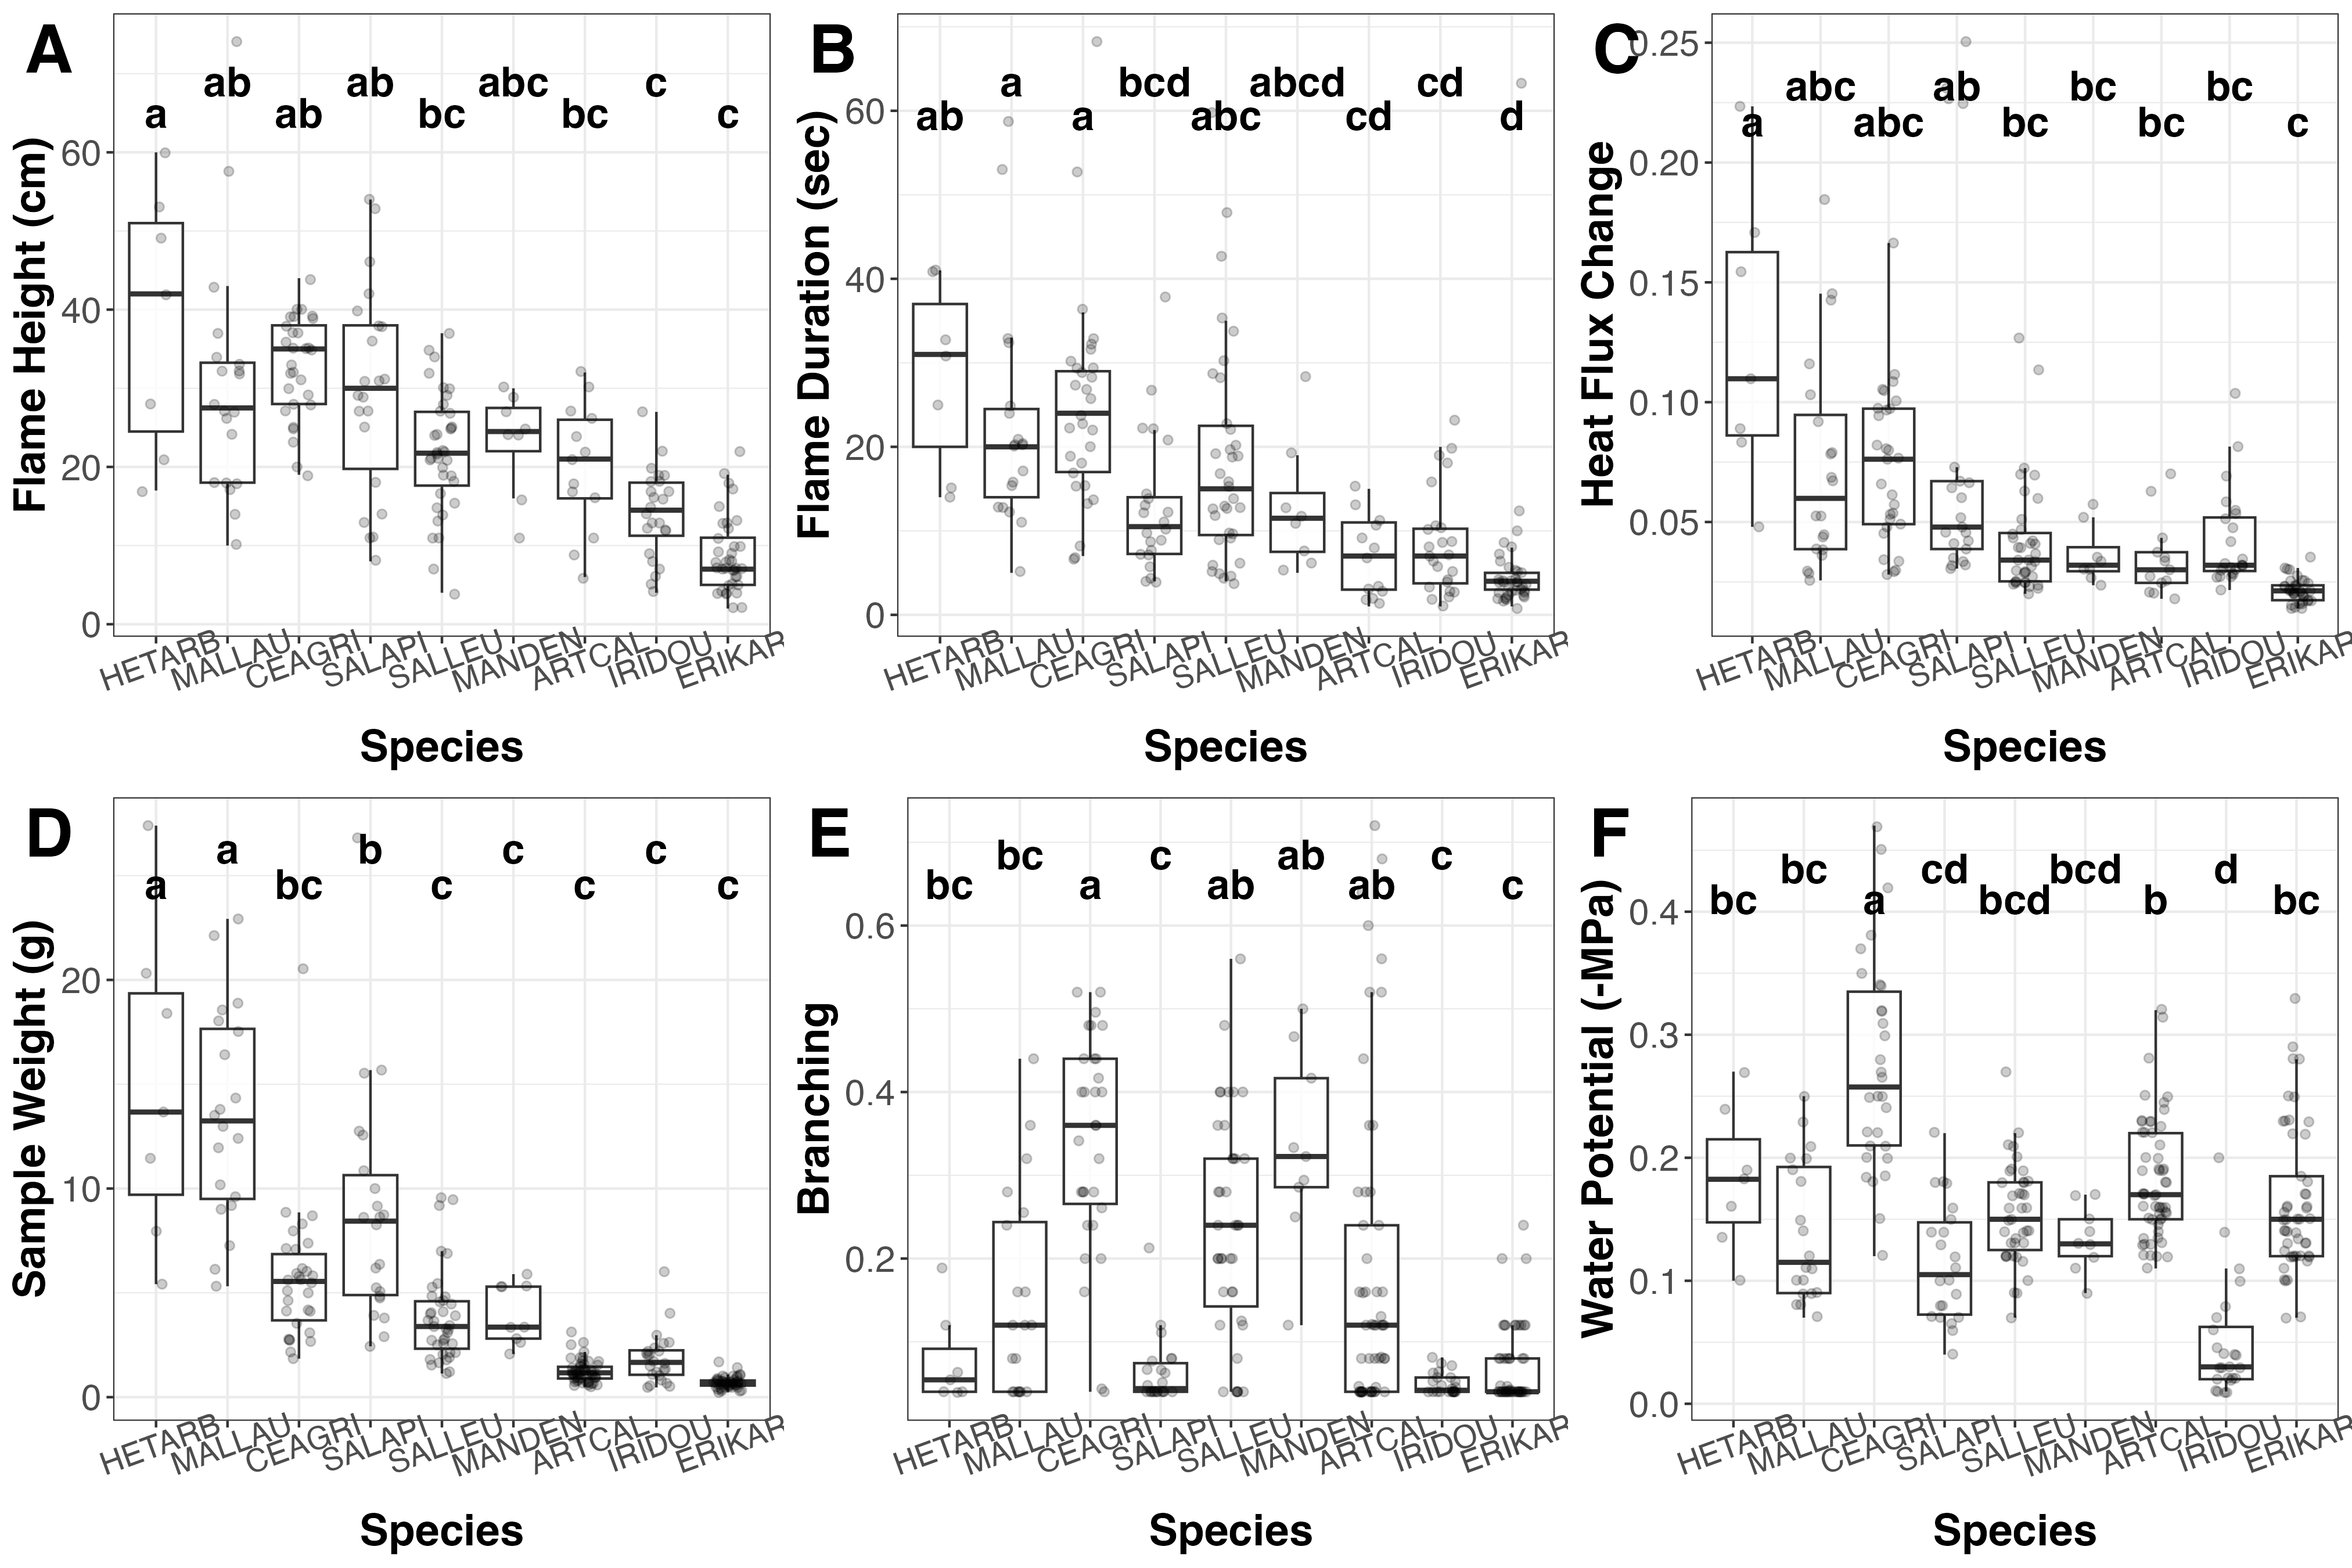 A
Flame Height (cm)
60
40
20
0
a
ab
ab
ab
bc
abc
bc
c
c
HETARB
MALLAU
CEAGRI
SALAPI
SALLEU
MANDEN
ARTCAL
IRIDOU
ERIKAR
Species
B
Flame Duration (sec)
60
40
20
0
ab
a
a
bcd
abc
abcd
cd
cd
d
HETARB
MALLAU
CEAGRI
SALAPI
SALLEU
MANDEN
ARTCAL
IRIDOU
ERIKAR
Species
C
Heat Flux Change
0.25
0.20
0.15
0.10
0.05
a
abc
abc
ab
bc
bc
bc
bc
c
HETARB
MALLAU
CEAGRI
SALAPI
SALLEU
MANDEN
ARTCAL
IRIDOU
ERIKAR
Species
D
Sample Weight (g)
20
10
0
a
a
bc
b
c
c
c
c
c
HETARB
MALLAU
CEAGRI
SALAPI
SALLEU
MANDEN
ARTCAL
IRIDOU
ERIKAR
Species
E
Branching
0.6
0.4
0.2
bc
bc
a
c
ab
ab
ab
c
c
HETARB
MALLAU
CEAGRI
SALAPI
SALLEU
MANDEN
ARTCAL
IRIDOU
ERIKAR
Species
F
Water Potential (-MPa)
0.4
0.3
0.2
0.1
0.0
bc
bc
a
cd
bcd
bcd
b
d
bc
HETARB
MALLAU
CEAGRI
SALAPI
SALLEU
MANDEN
ARTCAL
IRIDOU
ERIKAR
Species